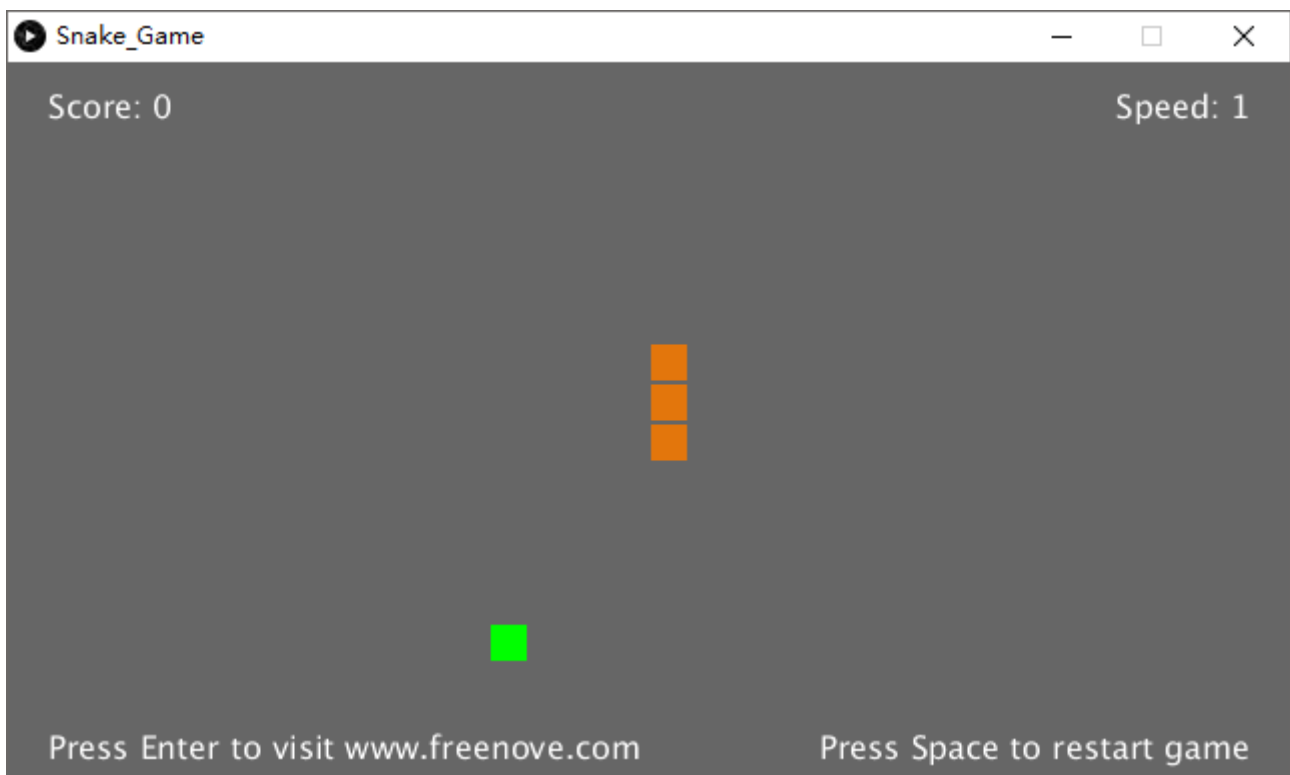 Snake_Game
Score: 0
Speed: 1
Press Enter to visit www.freenove.com
Press Space to restart game